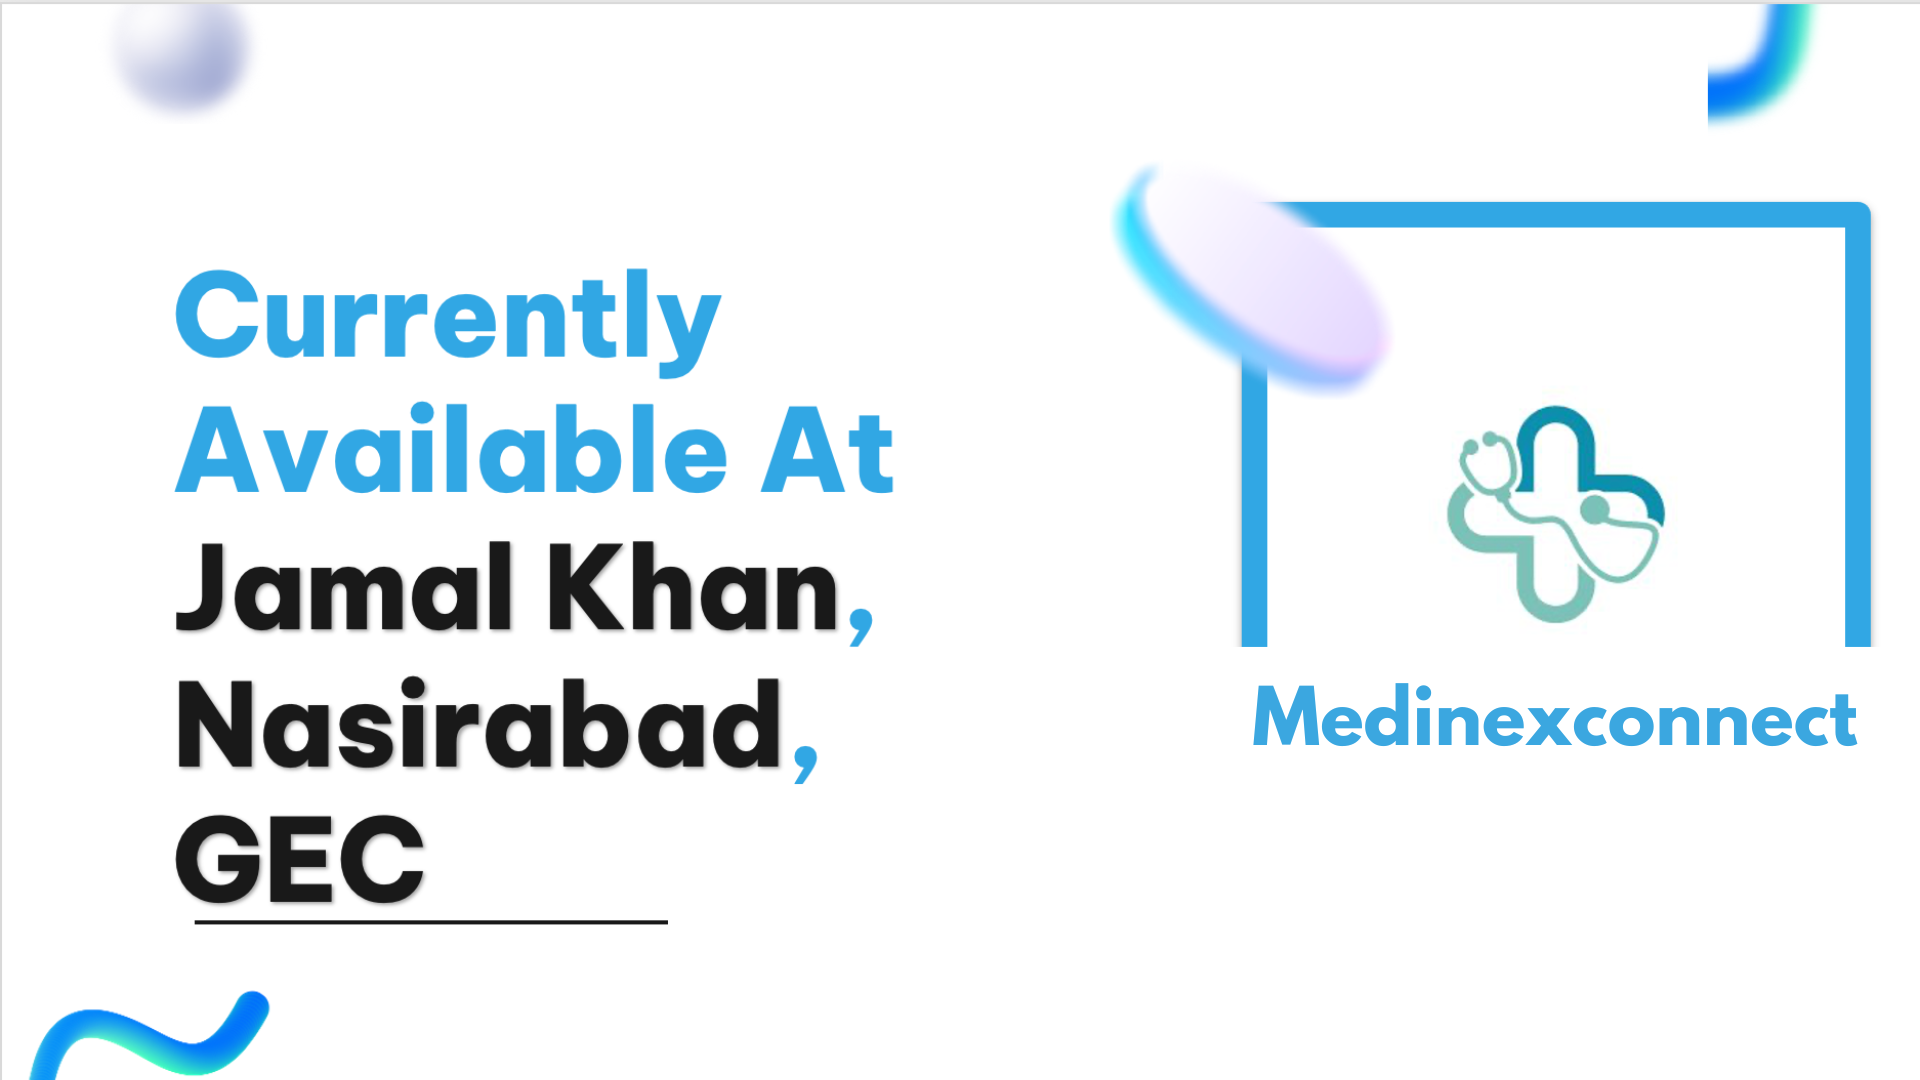 Currently
Available At
Jamal Khan,
Nasirabad,
GEC
Medinexconnect